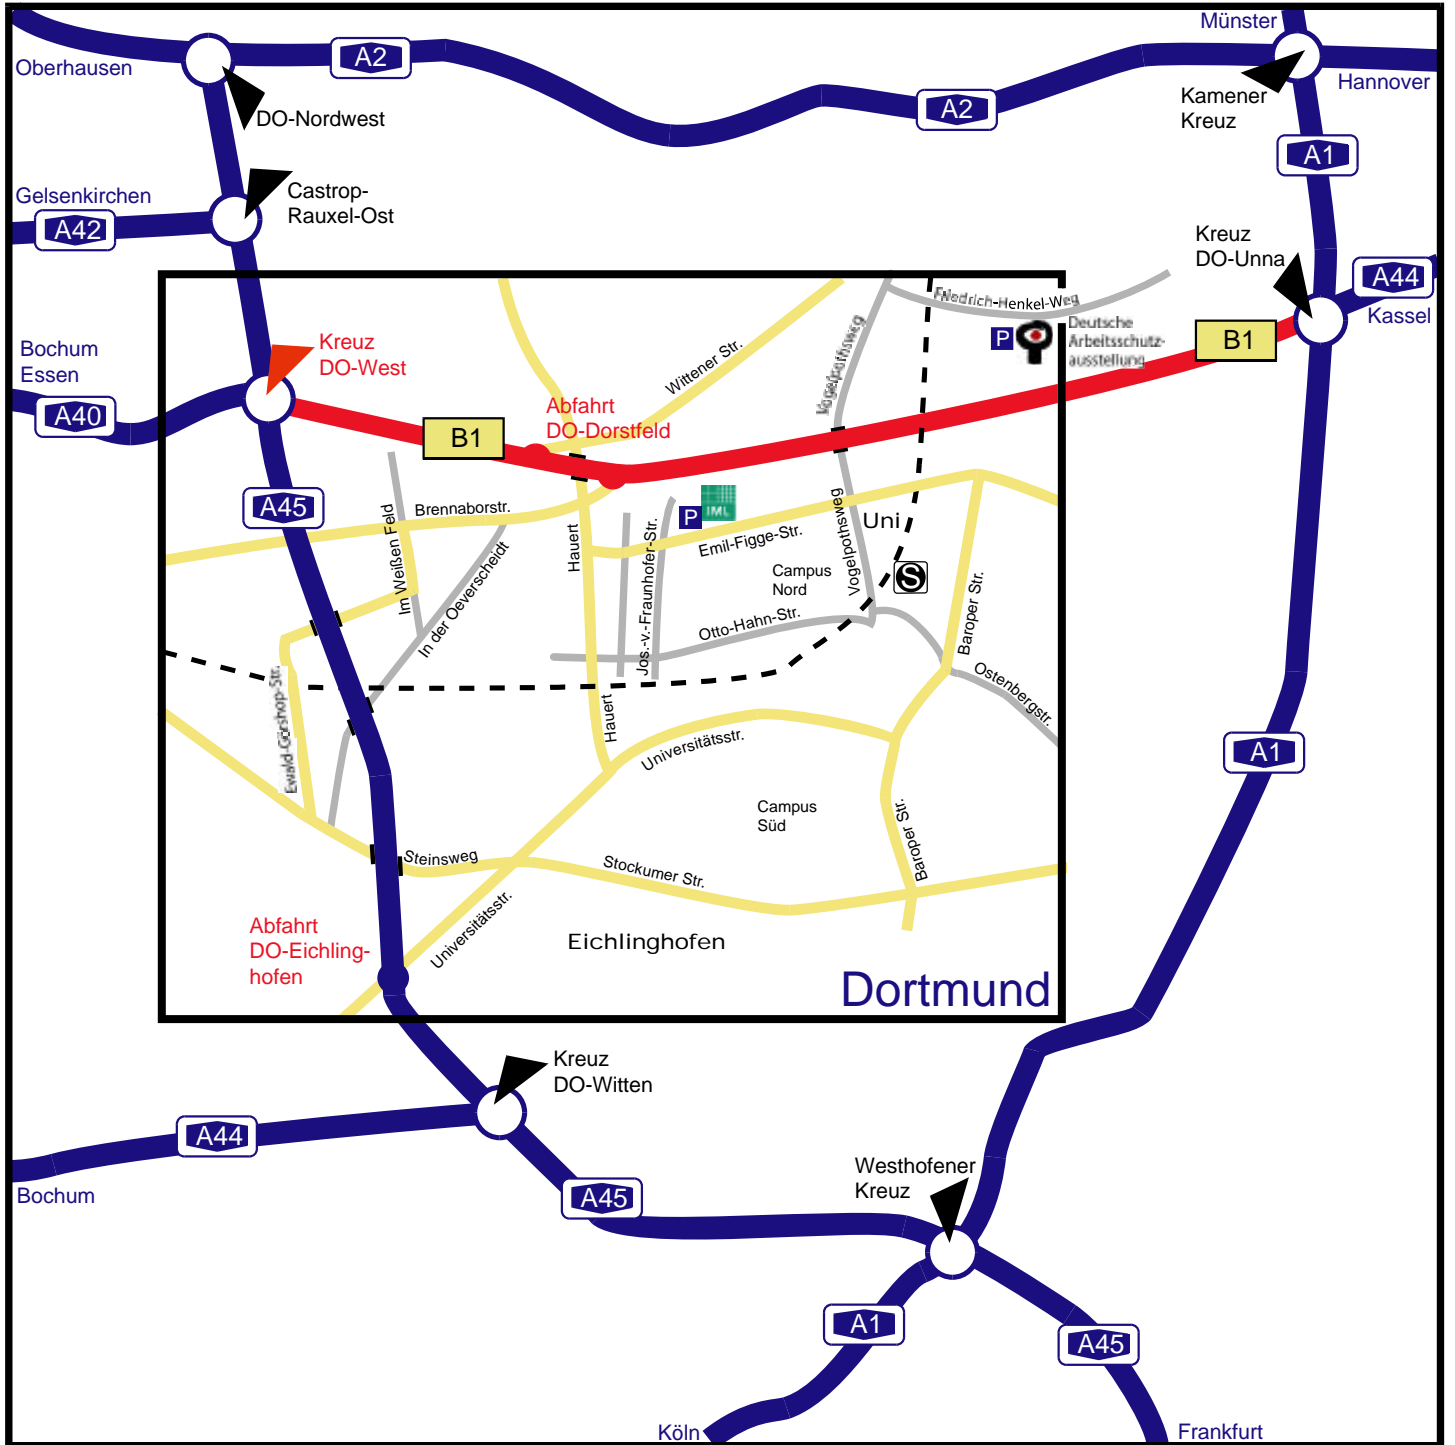 Münster
Oberhausen
A2
A2
Hannover
DO-Nordwest
Kamener
Kreuz
A1
Gelsenkirchen
A42
Castrop-
Rauxel-Ost
Kreuz
DO-Unna
A44
Kassel
Friedrich-Henkel-Weg
P
Deutsche
Arbeitsschutz-
ausstellung
B1
Bochum
Essen
A40
Kreuz
DO-West
Wittener Str.
Vogelpothsweg
Abfahrt
DO-Dorstfeld
B1
A45
Brennaborstr.
Im Weißen Feld
In der Oeverscheidt
Hauert
P
IML
Jos.-v.-Fraunhofer-Str.
Emil-Figge-Str.
Vogelpothsweg
Uni
Campus
Nord
S
Otto-Hahn-Str.
Baroper Str.
Ostenbergstr.
Ewald-Görshop-Str.
Hauert
Universitätsstr.
A1
Campus
Süd
Baroper Str.
Steinsweg
Stockumer Str.
Universitätsstr.
Abfahrt
DO-Eichling-
hofen
Eichlinghofen
Dortmund
Kreuz
DO-Witten
A44
Bochum
A45
Westhofener
Kreuz
A1
A45
Köln
Frankfurt